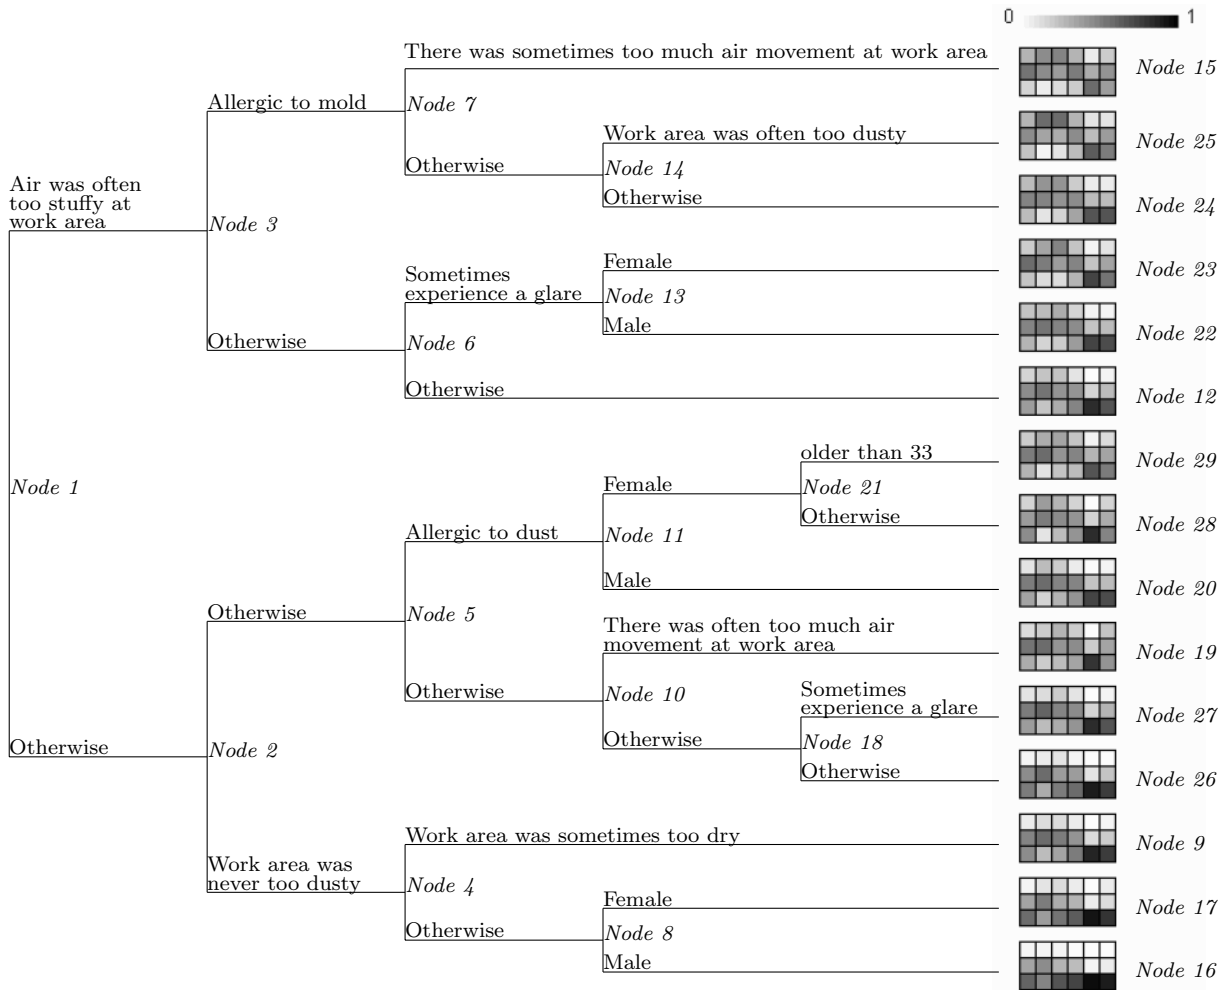 0 1
There was sometimes too much air movement at work area
Node 15
Allergic to mold
Node 7
Work area was often too dusty
Node 25
Otherwise
Node 14
Air was often
too stuffy at
work area
Otherwise
Node 24
Node 3
Female
Node 23
Sometimes
experience a glare
Node 13
Male
Node 22
Otherwise
Node 6
Otherwise
Node 12
older than 33
Node 29
Node 1
Female
Node 21
Otherwise
Node 28
Allergic to dust
Node 11
Male
Node 20
Otherwise
Node 5
There was often too much air
movement at work area
Node 19
Otherwise
Node 10
Sometimes
experience a glare
Node 27
Otherwise
Node 18
Otherwise
Node 2
Otherwise
Node 26
Work area was sometimes too dry
Node 9
Work area was
never too dusty
Node 4
Female
Node 17
Otherwise
Node 8
Male
Node 16